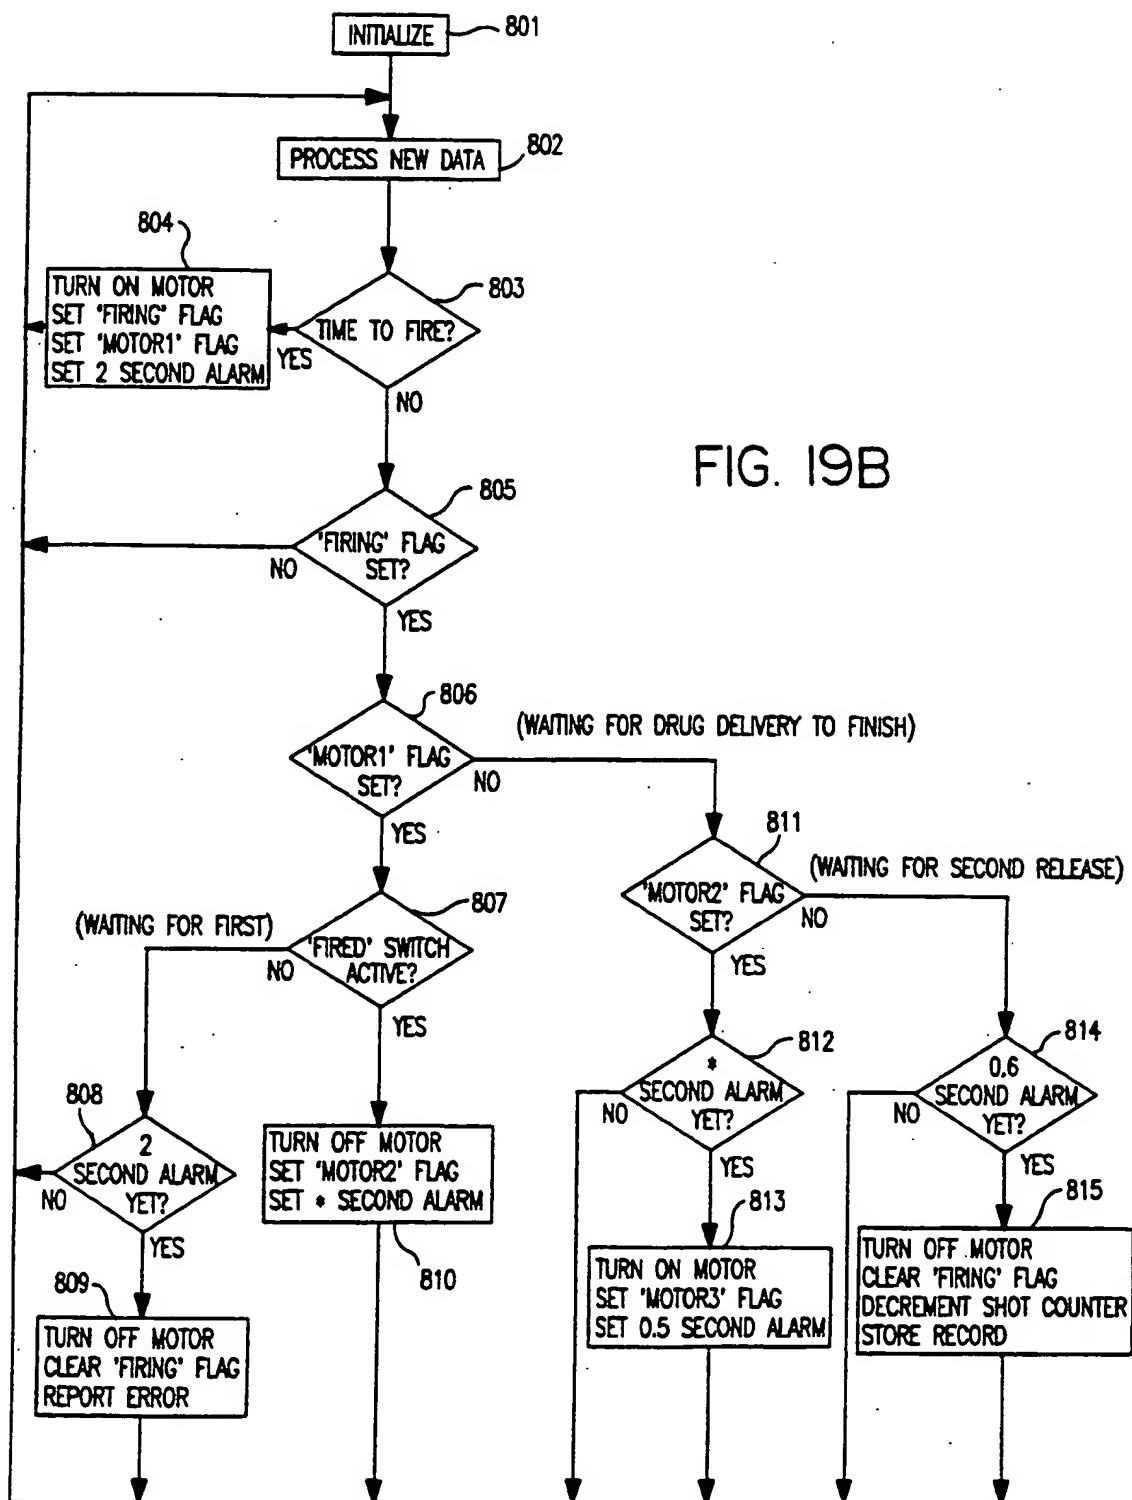 INITIALIZE
801
PROCESS NEW DATA
802
804
TURN ON MOTOR
SET 'FIRING' FLAG
SET 'MOTOR1' FLAG
SET 2 SECOND ALARM
803
TIME TO FIRE?
YES
NO
FIG. 19B
805
'FIRING' FLAG
SET?
NO
YES
806
'MOTOR1' FLAG
SET?
(WAITING FOR DRUG DELIVERY TO FINISH)
NO
YES
811
'MOTOR2' FLAG
SET?
(WAITING FOR SECOND RELEASE)
NO
YES
807
(WAITING FOR FIRST)
'FIRED' SWITCH
ACTIVE?
NO
YES
812
*
SECOND ALARM
YET?
NO
YES
814
0.6
SECOND ALARM
YET?
NO
YES
808
2
SECOND ALARM
YET?
NO
YES
TURN OFF MOTOR
SET 'MOTOR2' FLAG
SET * SECOND ALARM
810
813
TURN ON MOTOR
SET 'MOTOR3' FLAG
SET 0.5 SECOND ALARM
815
TURN OFF MOTOR
CLEAR 'FIRING' FLAG
DECREMENT SHOT COUNTER
STORE RECORD
809
TURN OFF MOTOR
CLEAR 'FIRING' FLAG
REPORT ERROR